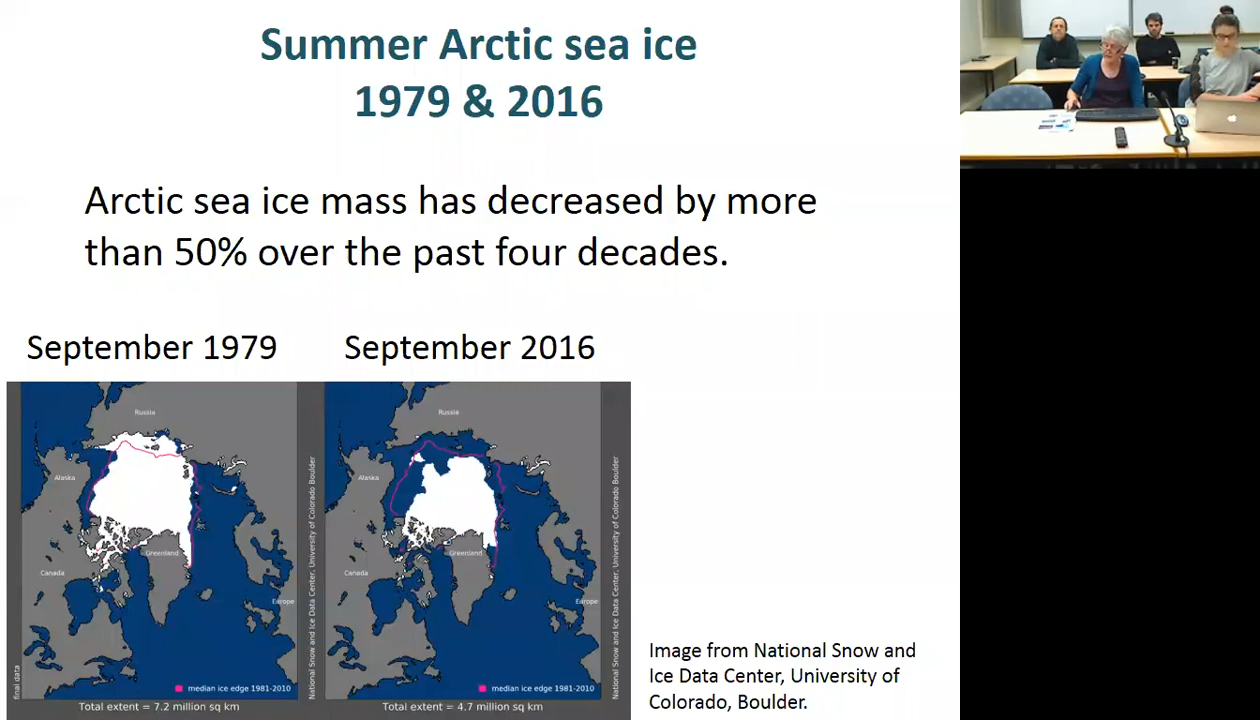 Summer Arctic sea ice
1979 & 2016
Arctic sea ice mass has decreased by more
than 50% over the past four decades.
September 1979
September 2016
Russia
Alaska
Greenland
Canada
Europe
final data
median ice edge 1981-2010
National Snow and Ice Data Center, University of Colorado Boulder
Total extent = 7.2 million sq km
Russia
Alaska
Greenland
Canada
Europe
median ice edge 1981-2010
National Snow and Ice Data Center, University of Colorado Boulder
Total extent = 4.7 million sq km
Image from National Snow and
Ice Data Center, University of
Colorado, Boulder.